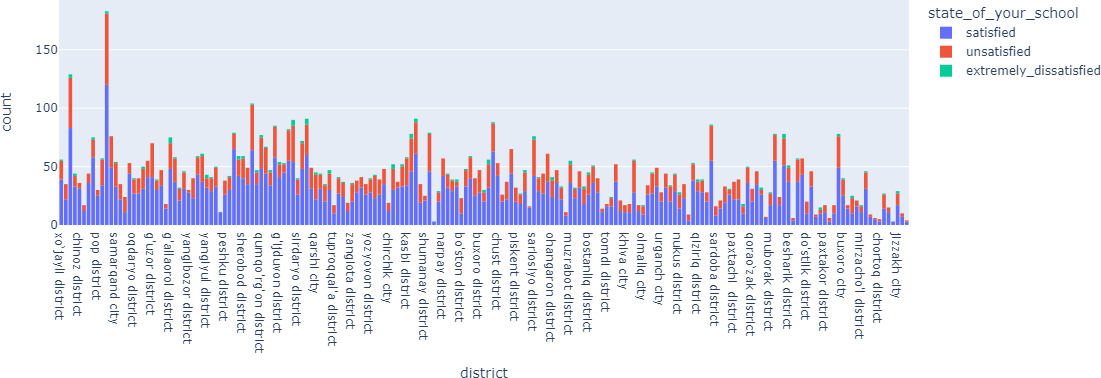 state_of_your_school
satisfied
unsatisfied
extremely_dissatisfied
150
100
50
0
count
xo'jayli district
chinoz district
pop district
samarqand city
oqdaryo district
g'uzor district
g'allaorol district
yangibozor district
yangiyul district
peshku district
sherobod district
qumqo'rg'on district
g'ijduvon district
sirdaryo district
qarshi city
tuproqqal'a district
zangiota district
yozyovon district
chirchik city
kasbi district
shumanay district
narpay district
bo'ston district
buxoro district
chust district
piskent district
sariosiyo district
ohangaron district
muzrabot district
bostanliq district
tomdi district
khiva city
olmaliq city
urganch city
nukus district
qiziriq district
sardoba district
paxtachi  district
qorao'zak district
muborak district
besharik district
do'stlik district
paxtakor district
buxoro city
mirzacho'l district
chortoq district
jizzakh city
district